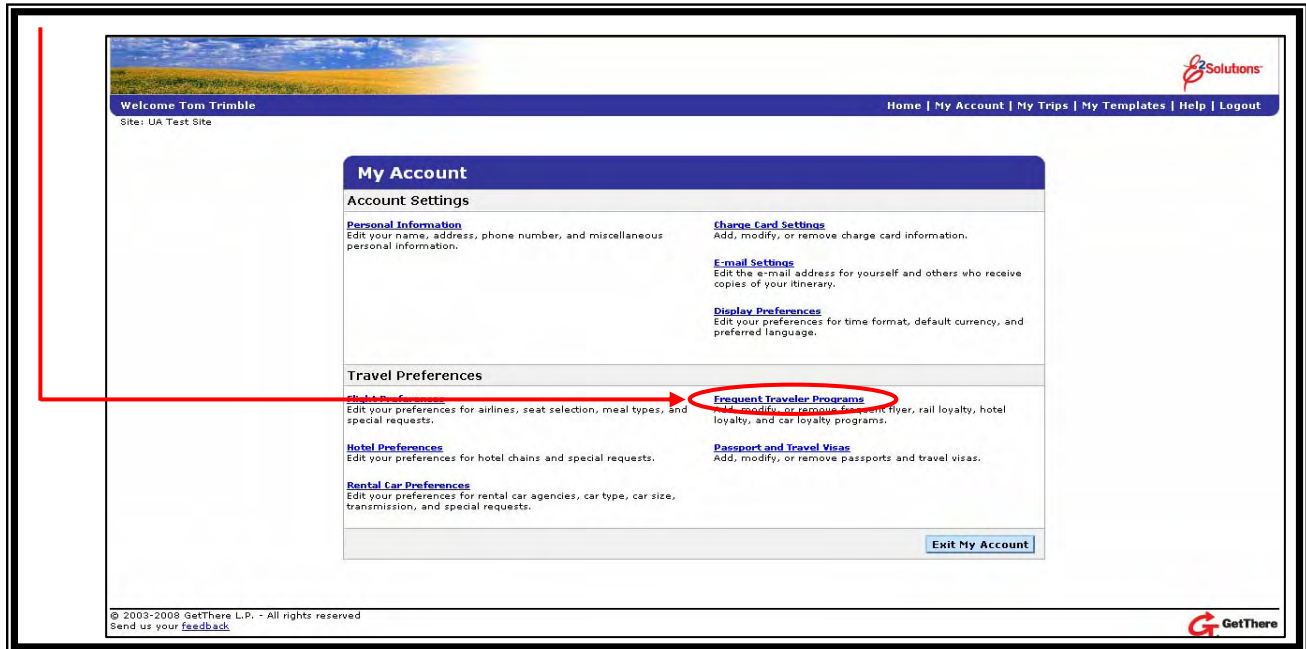 E2Solutions
Welcome Tom Trimble
Home | My Account | My Trips | My Templates | Help | Logout
Site: UA Test Site
My Account
Account Settings
Personal Information
Edit your name, address, phone number, and miscellaneous
personal information.
Charge Card Settings
Add, modify, or remove charge card information.
E-mail Settings
Edit the e-mail address for yourself and others who receive
copies of your itinerary.
Display Preferences
Edit your preferences for time format, default currency, and
preferred language.
Travel Preferences
Flight Preferences
Edit your preferences for airlines, seat selection, meal types, and
special requests.
Hotel Preferences
Edit your preferences for hotel chains and special requests.
Rental Car Preferences
Edit your preferences for rental car agencies, car type, car size,
transmission, and special requests.
Frequent Traveler Programs
Add, modify, or remove frequent flyer, rail loyalty, hotel
loyalty, and car loyalty programs.
Passport and Travel Visas
Add, modify, or remove passports and travel visas.
Exit My Account
© 2003-2008 GetThere L.P. - All rights reserved
Send us your feedback
GetThere